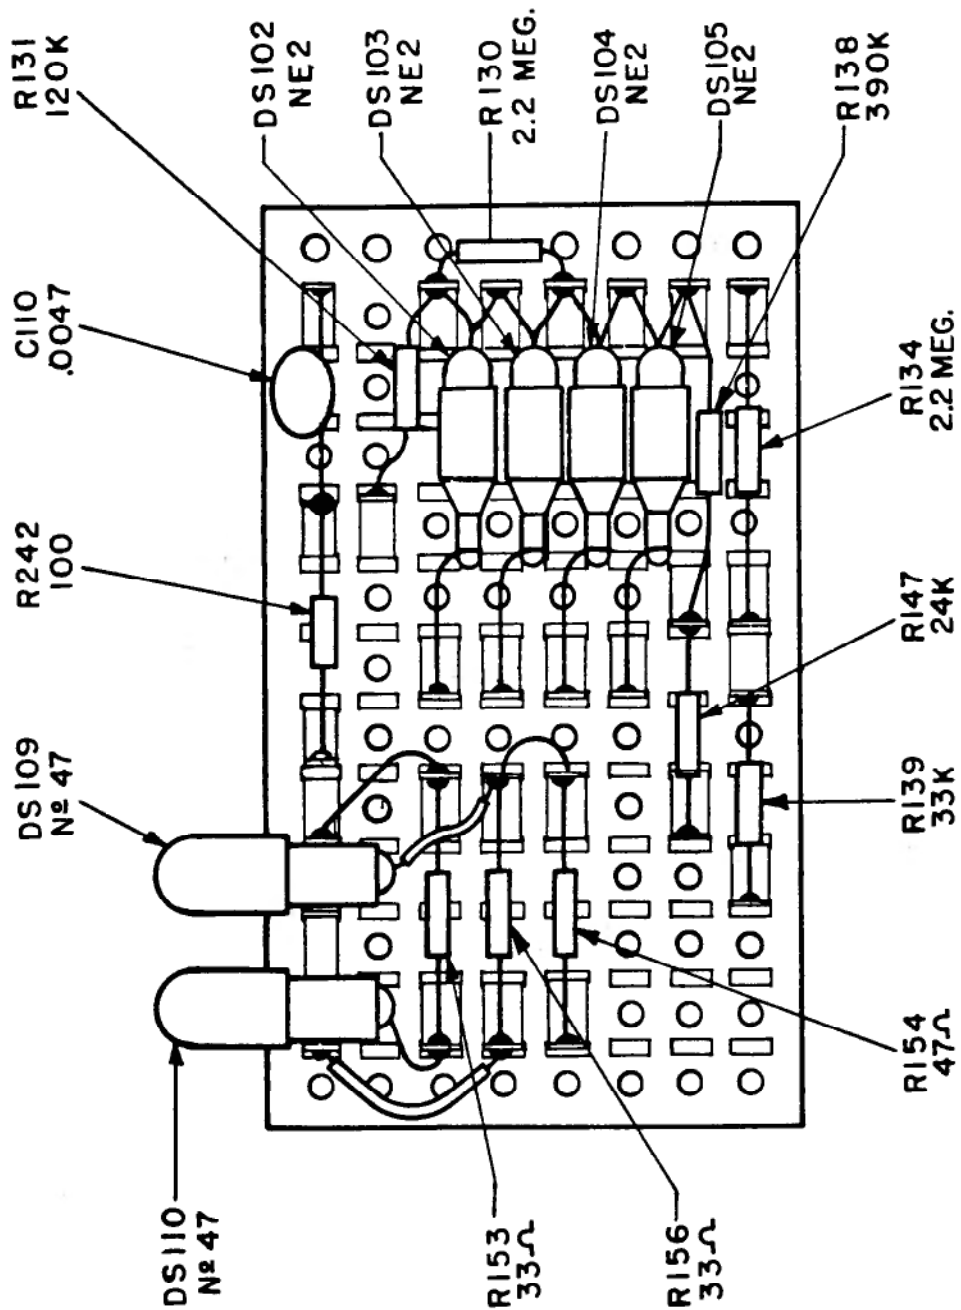 R131
120K
DS102
NE2
DS103
NE2
R130
2.2 MEG.
DS104
NE2
DS105
NE2
R138
390K
C110
.0047
R242
100
R134
2.2 MEG.
R147
24K
DS109
Nº 47
R139
33K
DS110
Nº 47
R153
33Ω
R156
33Ω
R154
47Ω